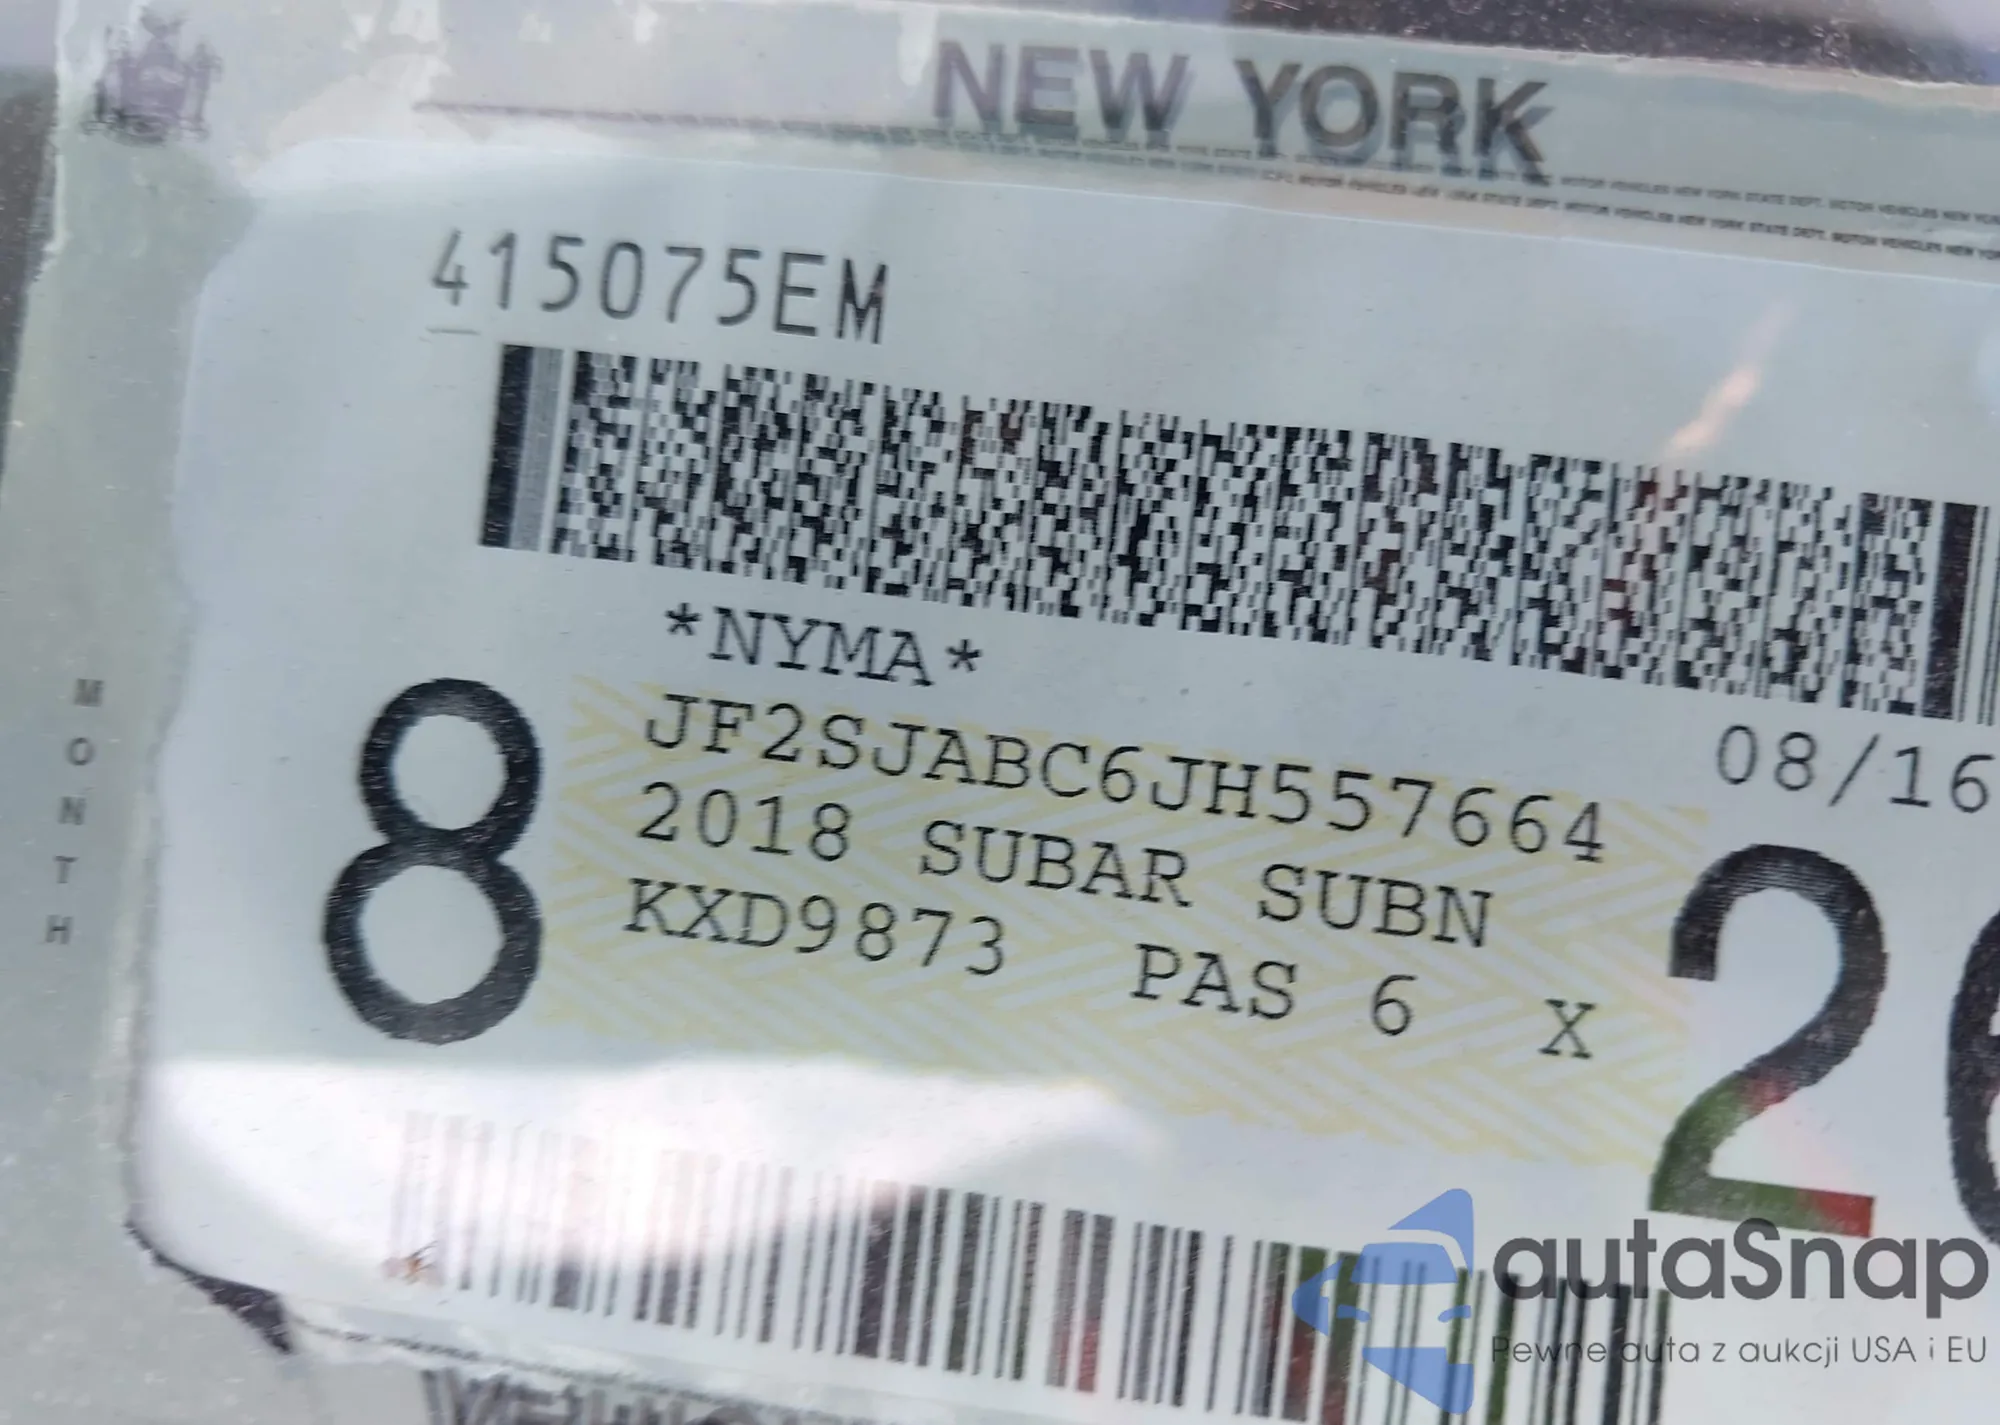 NEW YORK
415075EM
*NYMA*
JF2SJABC6JH557664
08/16
2018 SUBAR SUBN
KXD9873 PAS 6 X
8
2
MONTH
autaSnap
Pewne auta z aukcji USA i EU